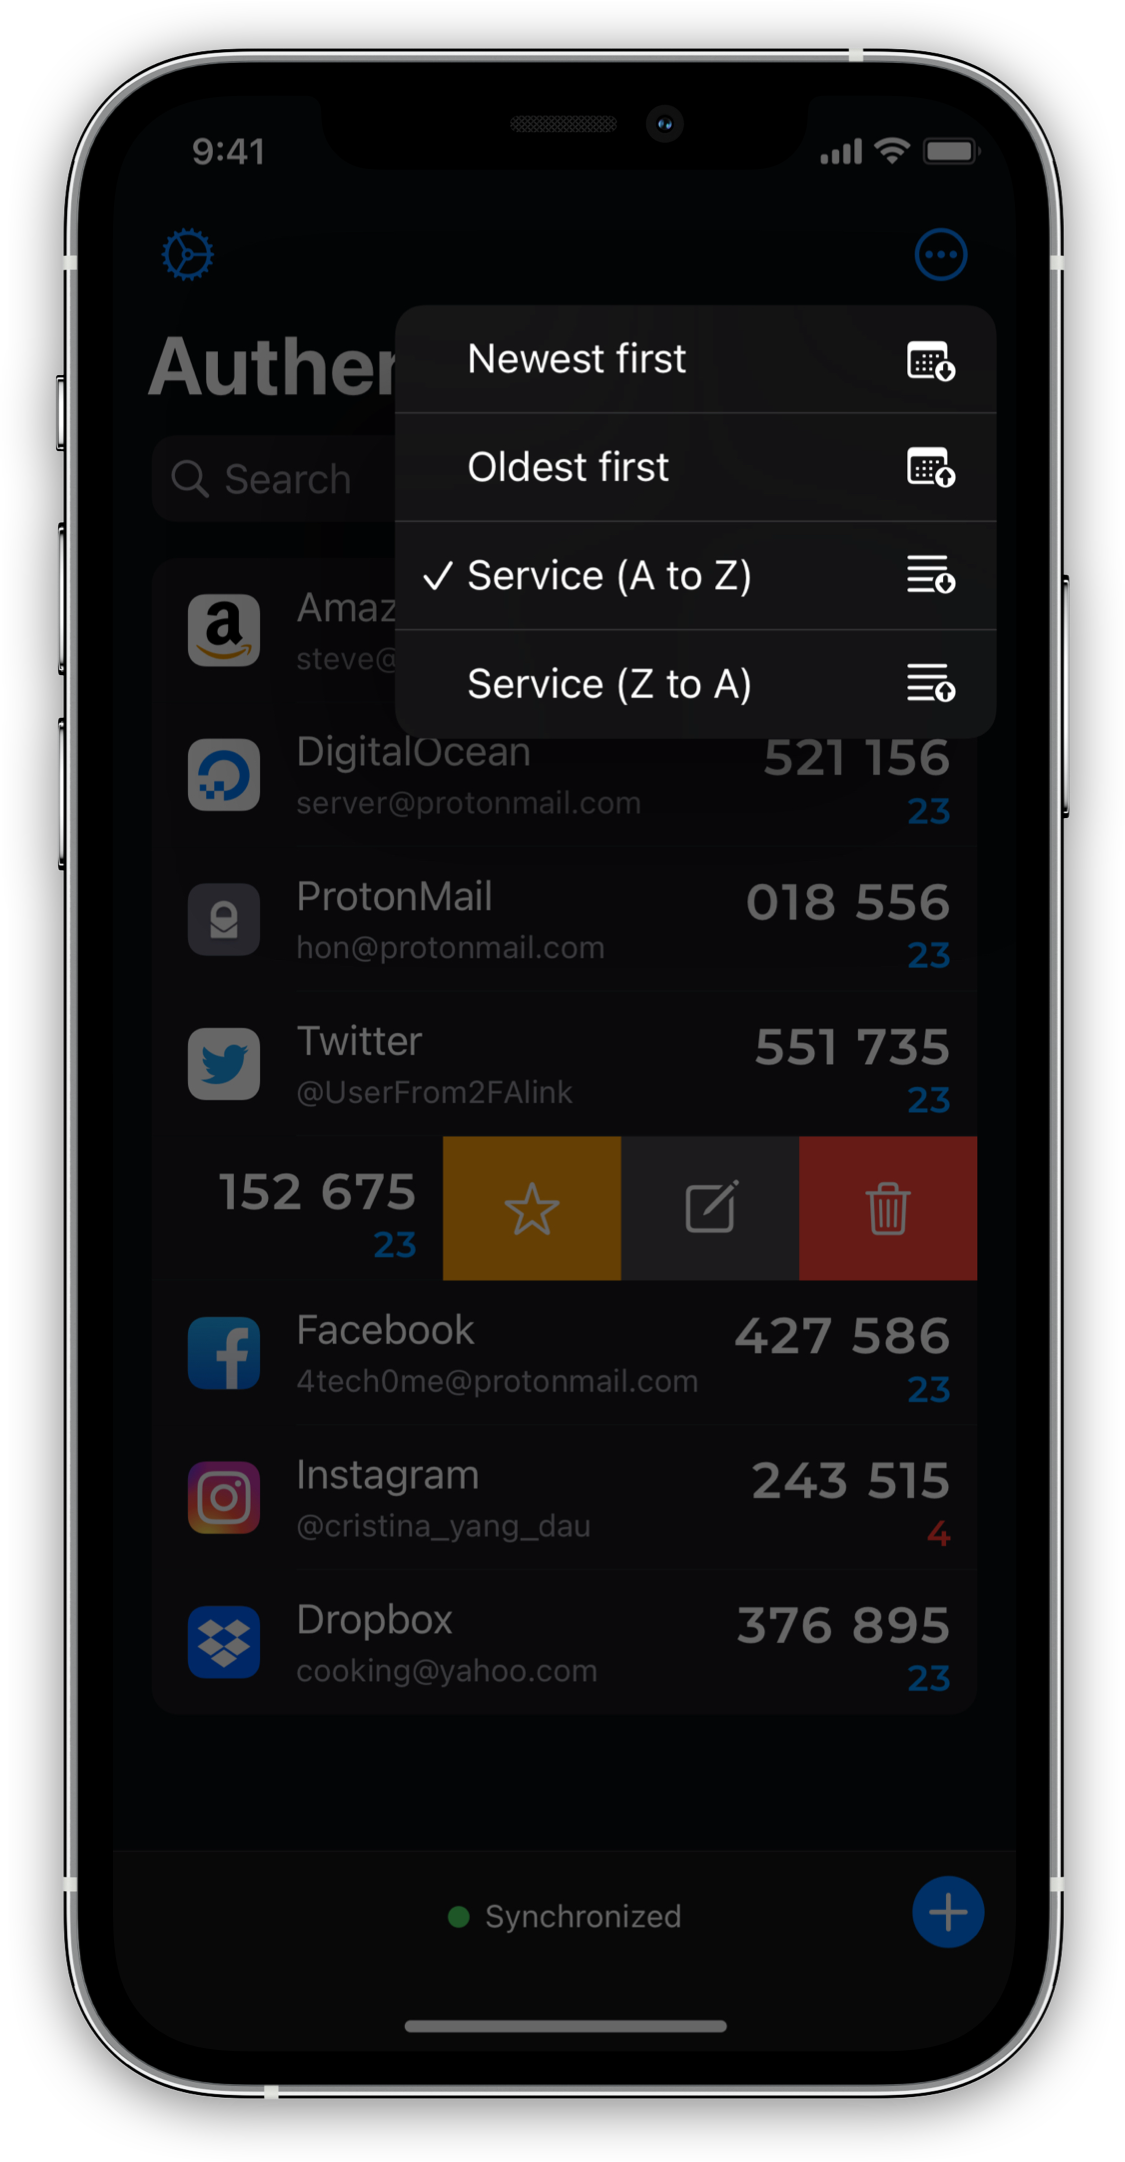 9:41
Auther
Newest first
Oldest first
Search
Service (A to Z)
Service (Z to A)
Amaz
steve@
DigitalOcean
521 156
server@protonmail.com
23
ProtonMail
018 556
hon@protonmail.com
23
Twitter
551 735
@UserFrom2FAlink
23
152 675
23
Facebook
427 586
4tech0me@protonmail.com
23
Instagram
243 515
@cristina_yang_dau
4
Dropbox
376 895
cooking@yahoo.com
23
Synchronized